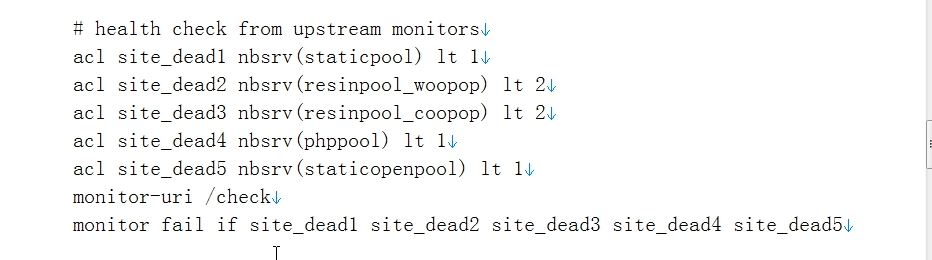 # health check from upstream monitors↓
acl site_dead1 nbsrv(staticpool) lt 1↓
acl site_dead2 nbsrv(resinpool_woopop) lt 2↓
acl site_dead3 nbsrv(resinpool_coopop) lt 2↓
acl site_dead4 nbsrv(phppool) lt 1↓
acl site_dead5 nbsrv(staticopenpool) lt 1↓
monitor-uri /check↓
monitor fail if site_dead1 site_dead2 site_dead3 site_dead4 site_dead5↓